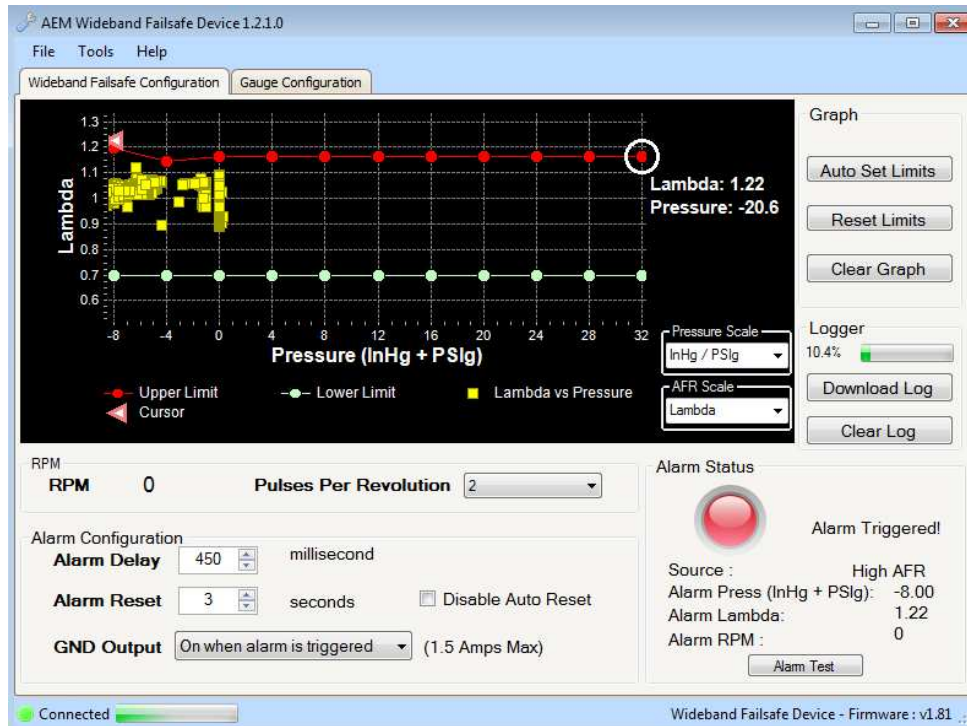 AEM Wideband Failsafe Device 1.2.1.0
File Tools Help
Wideband Failsafe Configuration Gauge Configuration
1.3
1.2
1.1
1
0.9
0.8
0.7
0.6
Lambda
-8 -4 0 4 8 12 16 20 24 28 32
Pressure (InHg + PSIg)
Lambda: 1.22
Pressure: -20.6
Upper Limit Lower Limit Lambda vs Pressure
Cursor
Pressure Scale
InHg / PSIg
AFR Scale
Lambda
Graph
Auto Set Limits
Reset Limits
Clear Graph
Logger
10.4%
Download Log
Clear Log
RPM
RPM 0 Pulses Per Revolution 2
Alarm Configuration
Alarm Delay 450 millisecond
Alarm Reset 3 seconds Disable Auto Reset
GND Output On when alarm is triggered (1.5 Amps Max)
Alarm Status
Alarm Triggered!
Source : High AFR
Alarm Press (InHg + PSIg): -8.00
Alarm Lambda: 1.22
Alarm RPM : 0
Alarm Test
Connected
Wideband Failsafe Device - Firmware : v1.81